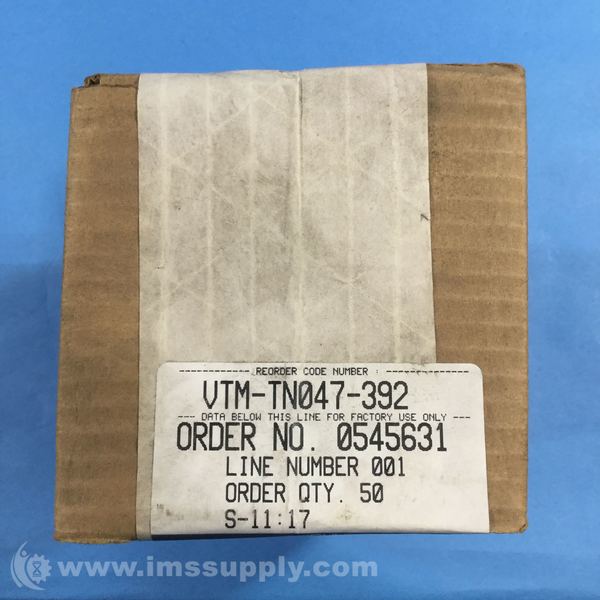 --------- REORDER CODE NUMBER : ---------
VTM-TN047-392
--- DATA BELOW THIS LINE FOR FACTORY USE ONLY ---
ORDER NO. 0545631
LINE NUMBER 001
ORDER QTY. 50
S-11:17
www.imssupply.com